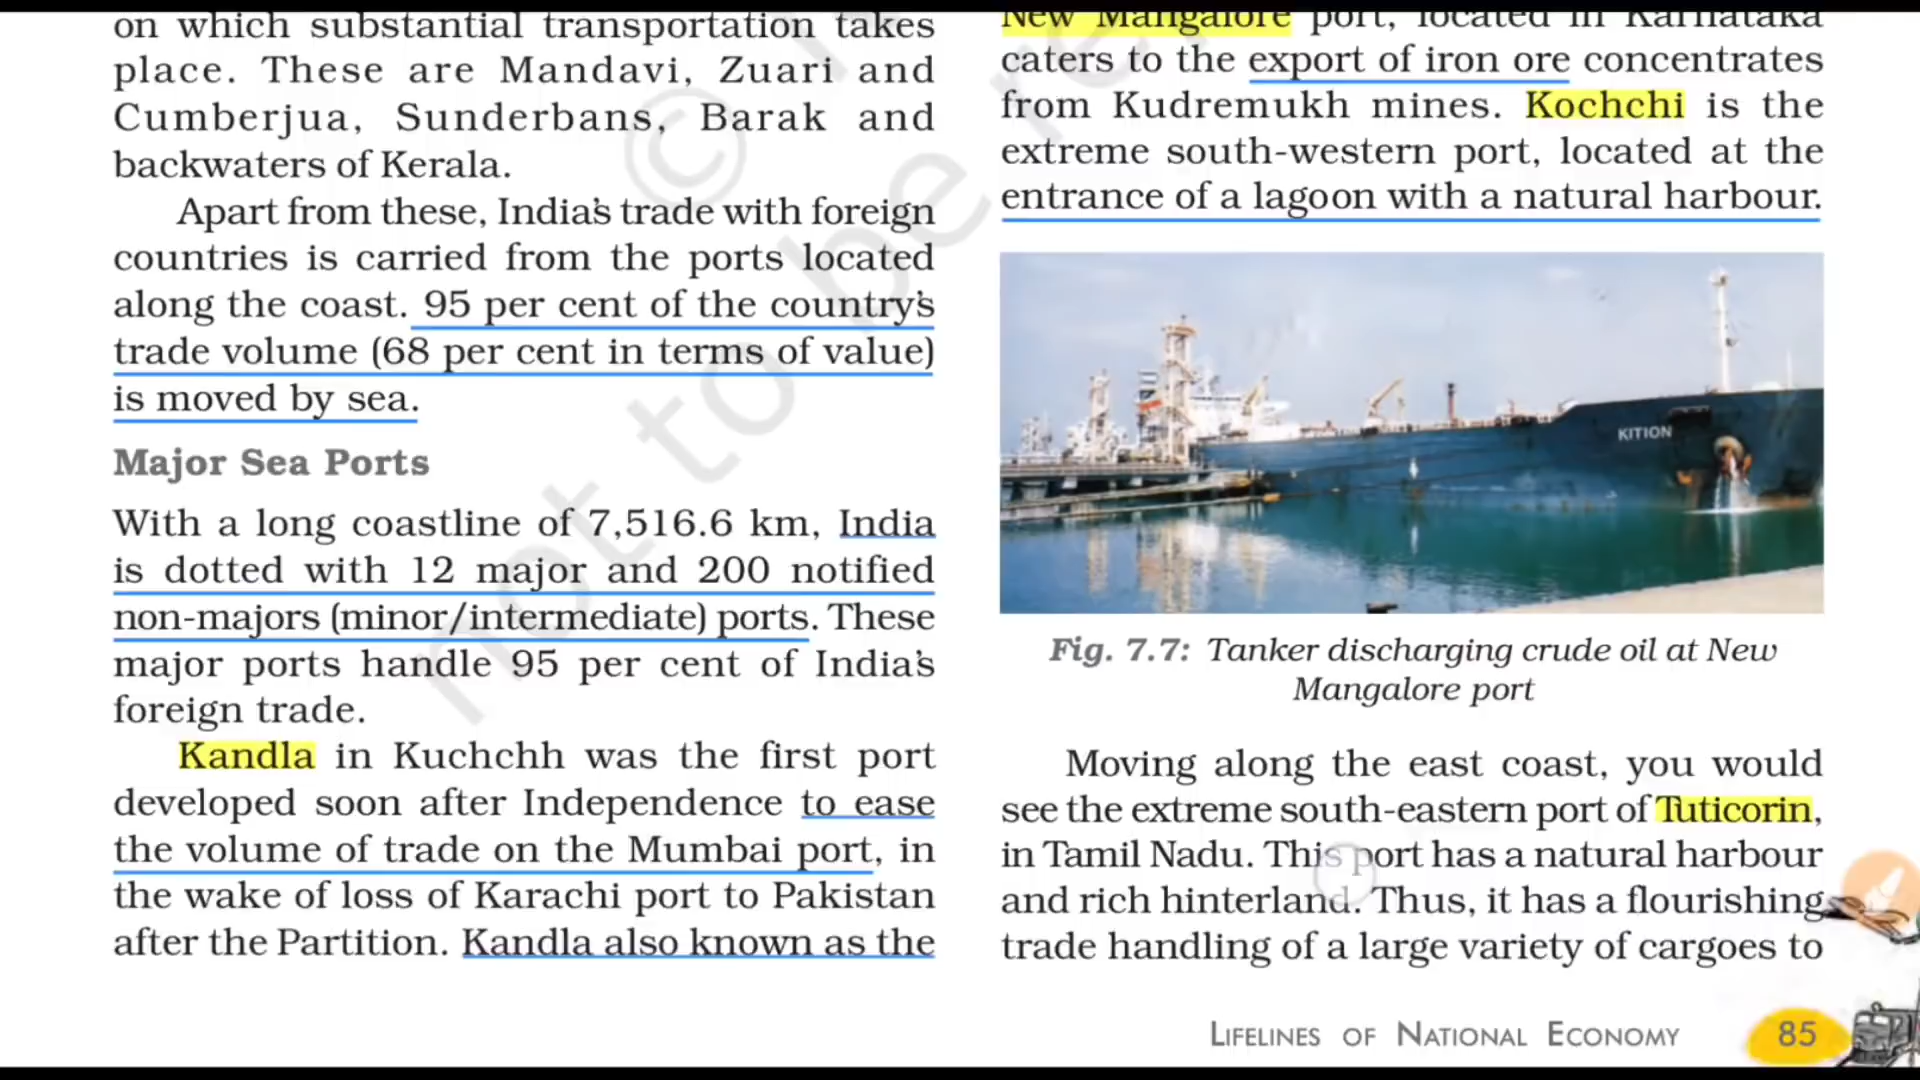 on which substantial transportation takes
place. These are Mandavi, Zuari and
Cumberjua, Sunderbans, Barak and
backwaters of Kerala.
Apart from these, India's trade with foreign
countries is carried from the ports located
along the coast. 95 per cent of the country's
trade volume (68 per cent in terms of value)
is moved by sea.
Major Sea Ports
With a long coastline of 7,516.6 km, India
is dotted with 12 major and 200 notified
non-majors (minor/intermediate) ports. These
major ports handle 95 per cent of India's
foreign trade.
Kandla in Kuchchh was the first port
developed soon after Independence to ease
the volume of trade on the Mumbai port, in
the wake of loss of Karachi port to Pakistan
after the Partition. Kandla also known as the
New Mangalore port, located in Karnataka
caters to the export of iron ore concentrates
from Kudremukh mines. Kochchi is the
extreme south-western port, located at the
entrance of a lagoon with a natural harbour.
KITION
Fig. 7.7: Tanker discharging crude oil at New
Mangalore port
Moving along the east coast, you would
see the extreme south-eastern port of Tuticorin,
in Tamil Nadu. This port has a natural harbour
and rich hinterland. Thus, it has a flourishing
trade handling of a large variety of cargoes to
LIFELINES OF NATIONAL ECONOMY 85
©
not to be re